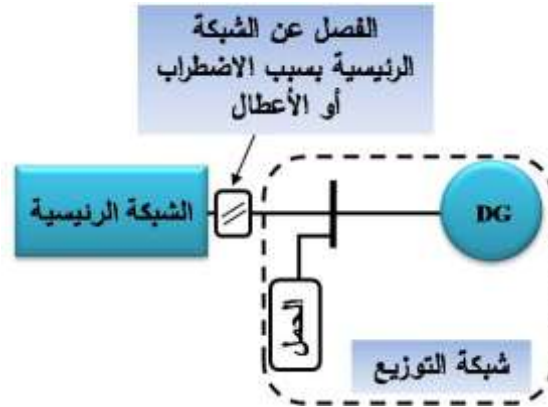 الفصل عن الشبكة
الرئيسية بسبب الاضطراب
أو الأعطال
الشبكة الرئيسية
DG
الحمل
شبكة التوزيع